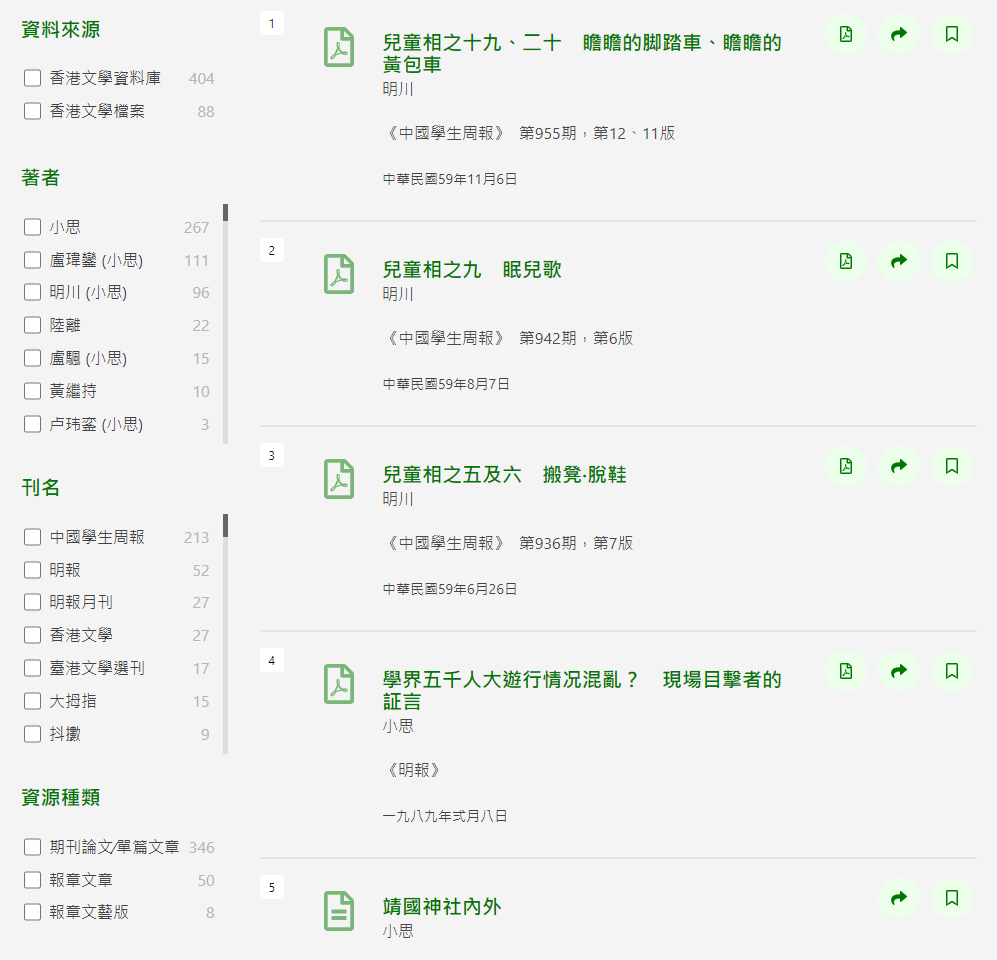 資料來源
香港文學資料庫 404
香港文學檔案 88
著者
小思 267
盧瑋鑾 (小思) 111
明川 (小思) 96
陸離 22
盧颿 (小思) 15
黃繼持 10
卢玮銮 (小思) 3
刊名
中國學生周報 213
明報 52
明報月刊 27
香港文學 27
臺港文學選刊 17
大拇指 15
抖擻 9
資源種類
期刊論文/單篇文章 346
報章文章 50
報章文藝版 8
1
兒童相之十九、二十　瞻瞻的脚踏車、瞻瞻的
黃包車
明川
《中國學生周報》 第955期，第12、11版
中華民國59年11月6日
2
兒童相之九　眠兒歌
明川
《中國學生周報》 第942期，第6版
中華民國59年8月7日
3
兒童相之五及六　搬凳·脫鞋
明川
《中國學生周報》 第936期，第7版
中華民國59年6月26日
4
學界五千人大遊行情况混亂？　現場目擊者的
証言
小思
《明報》
一九八九年弍月八日
5
靖國神社內外
小思